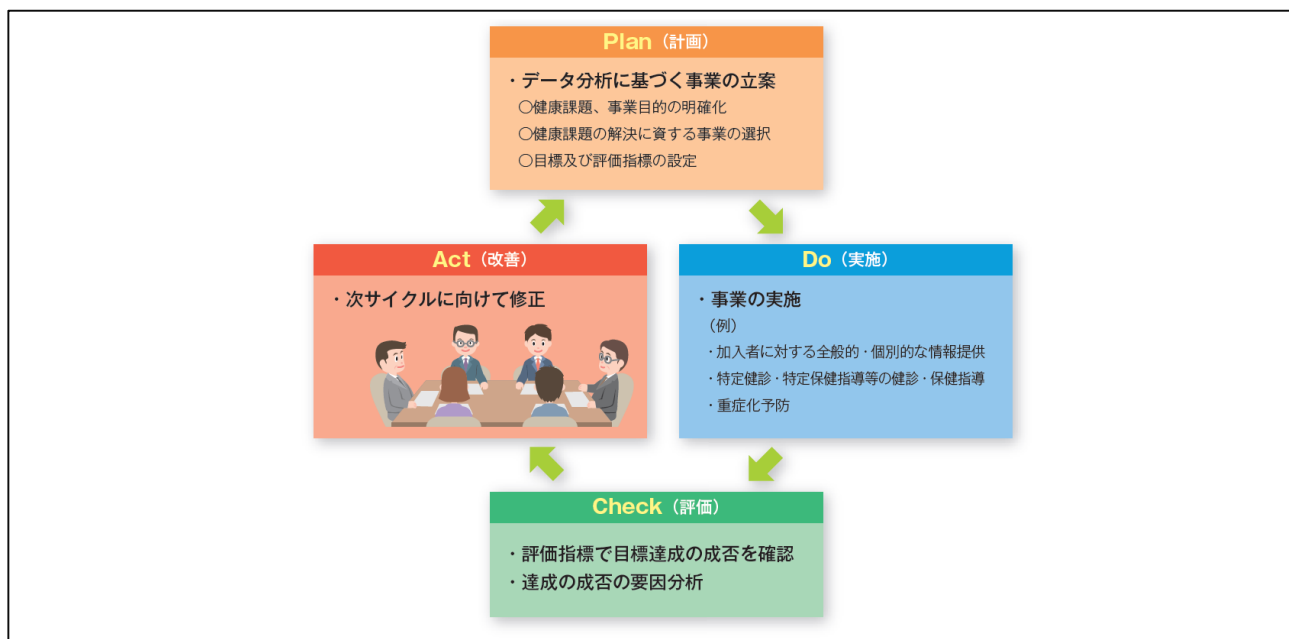 Plan（計画）
・データ分析に基づく事業の立案
○健康課題、事業目的の明確化
○健康課題の解決に資する事業の選択
○目標及び評価指標の設定
Act（改善）
・次サイクルに向けて修正
Do（実施）
・事業の実施
（例）
・加入者に対する全般的・個別的な情報提供
・特定健診・特定保健指導等の健診・保健指導
・重症化予防
Check（評価）
・評価指標で目標達成の成否を確認
・達成の成否の要因分析